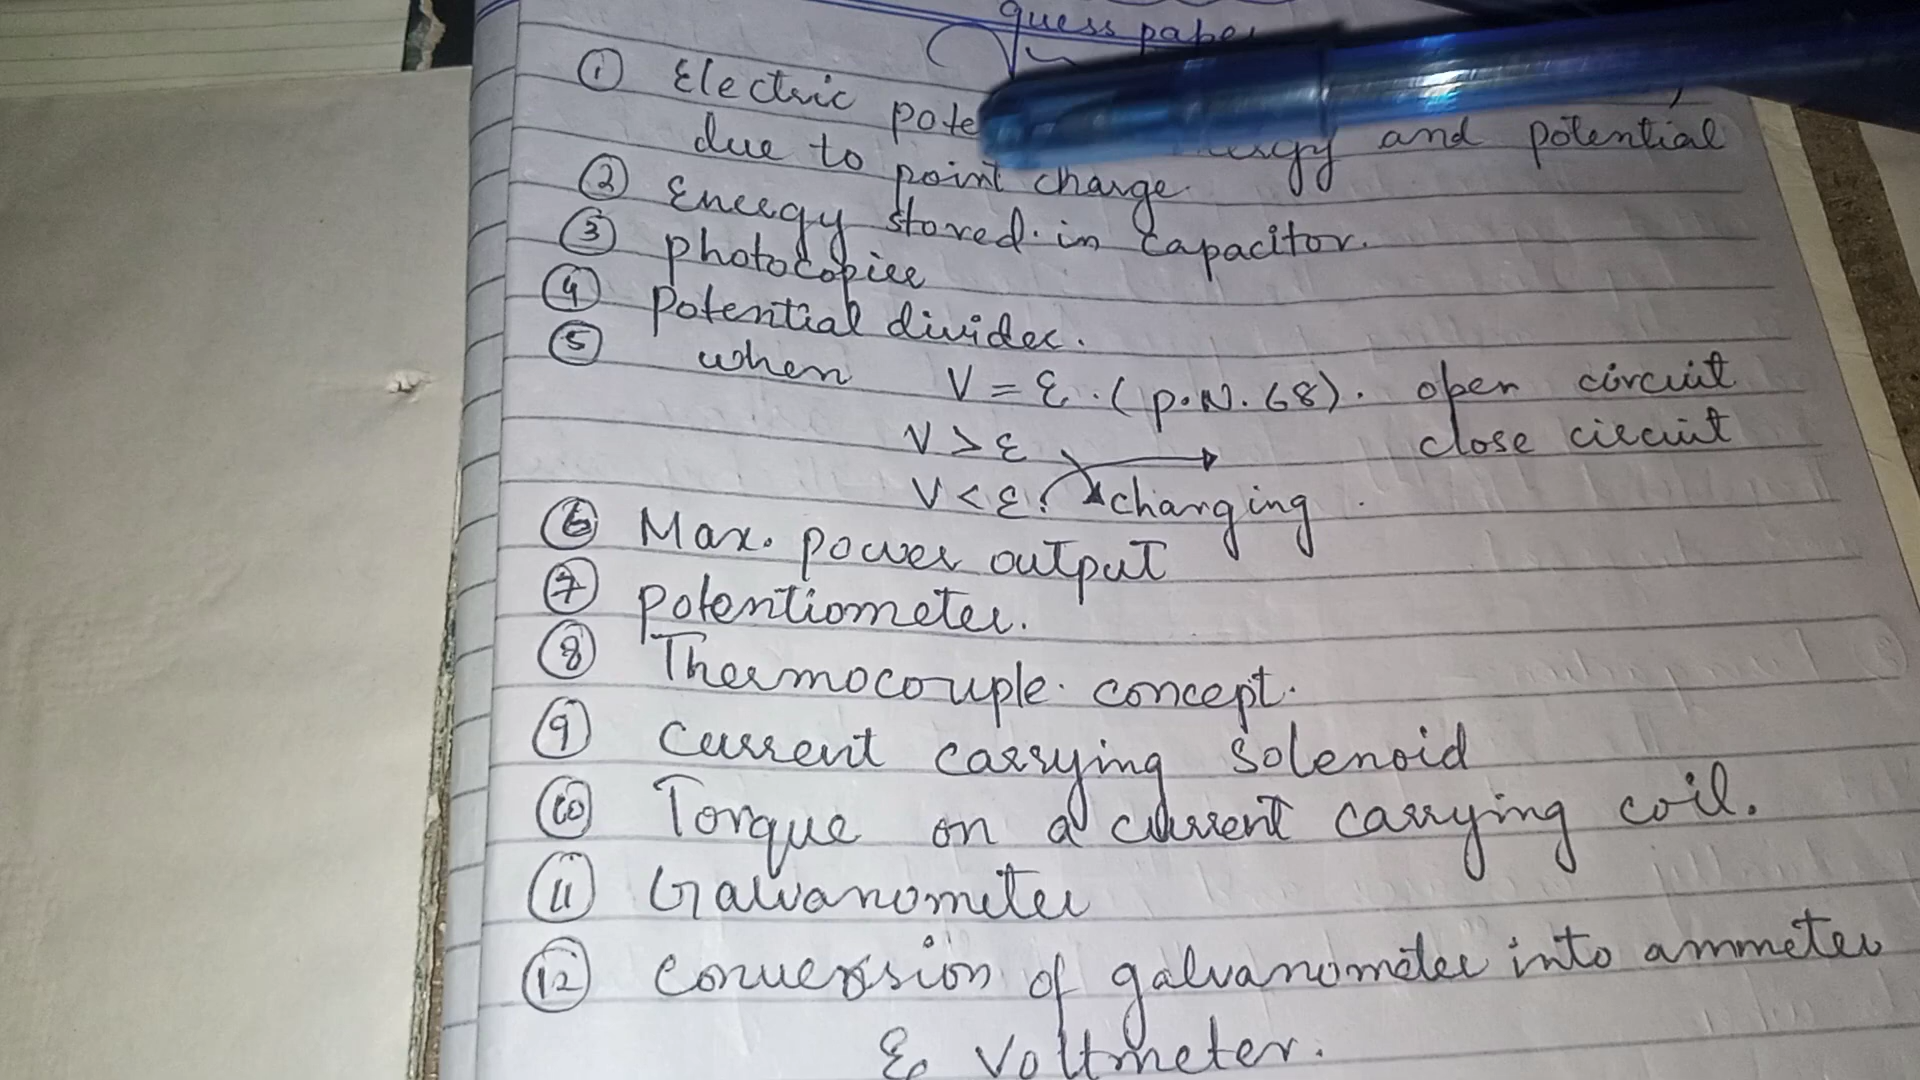 guess pape
① Electric pote and potential
due to point charge.
② Energy stored in capacitor.
③ photocopier
④ potential divider.
⑤ when V = ε. (P.N. 68). open circuit
V > ε close circuit
V < ε. changing
⑥ Max. power output
⑦ potentiometer.
⑧ Thermocouple concept.
⑨ Current carrying solenoid
⑩ Torque on a current carrying coil.
⑪ Galvanometer
⑫ Conversion of galvanometer into ammeter
& Voltmeter.